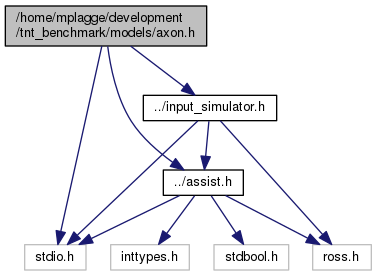 /home/mplagge/development
/tnt_benchmark/models/axon.h
../input_simulator.h
../assist.h
stdio.h
inttypes.h
stdbool.h
ross.h